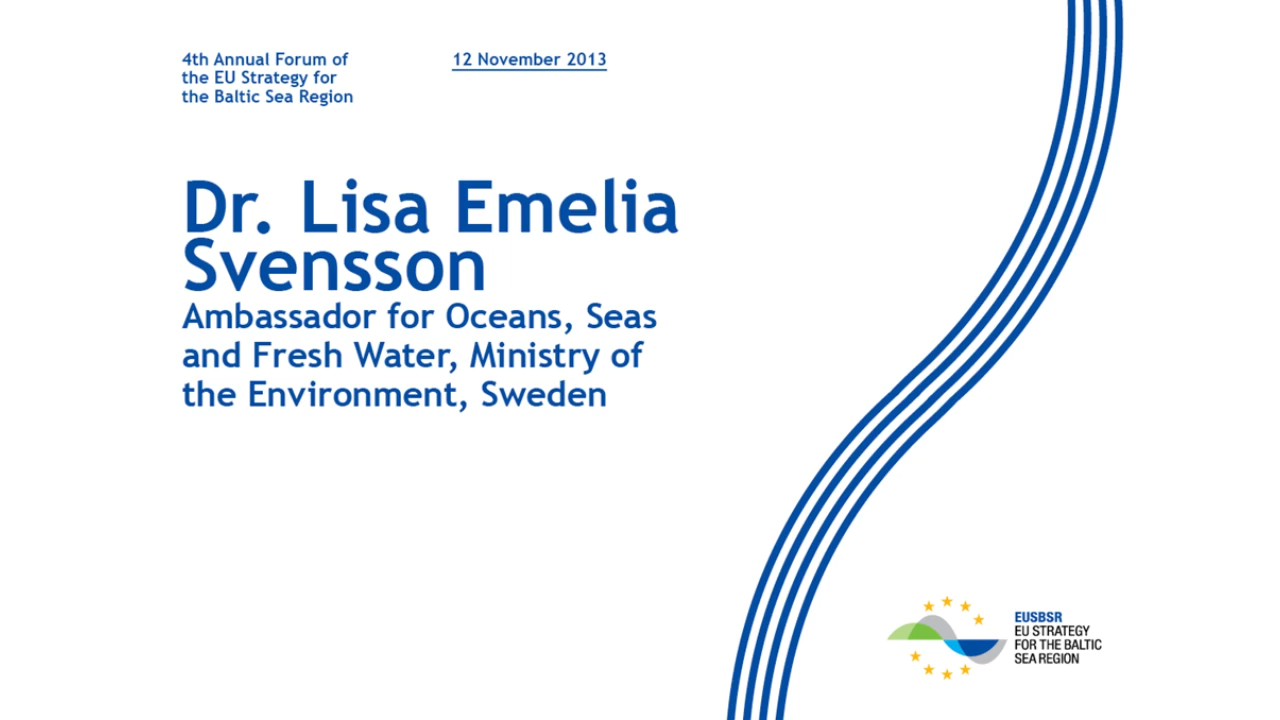 4th Annual Forum of
the EU Strategy for
the Baltic Sea Region
12 November 2013
Dr. Lisa Emelia
Svensson
Ambassador for Oceans, Seas
and Fresh Water, Ministry of
the Environment, Sweden
EUSBSR
EU STRATEGY
FOR THE BALTIC
SEA REGION